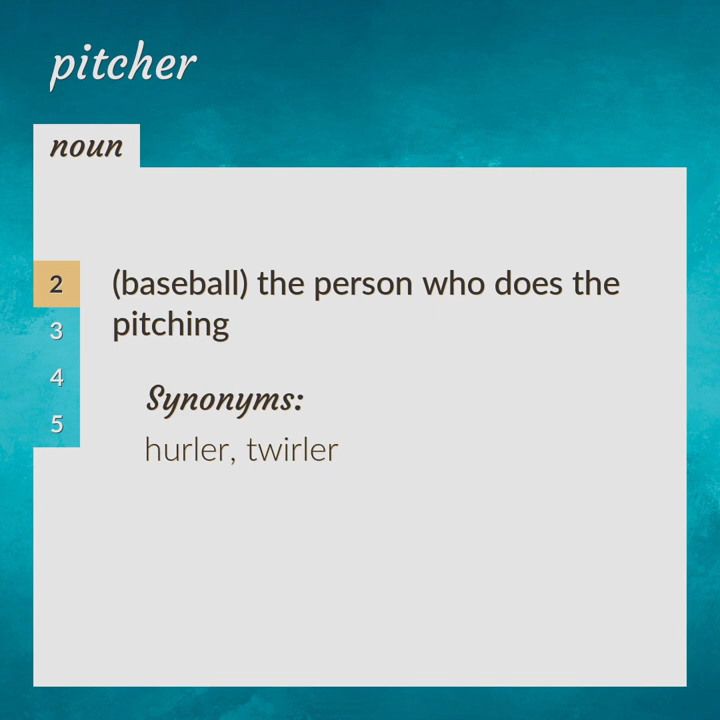 pitcher
noun
2
(baseball) the person who does the
pitching
3
4
5
Synonyms:
hurler, twirler